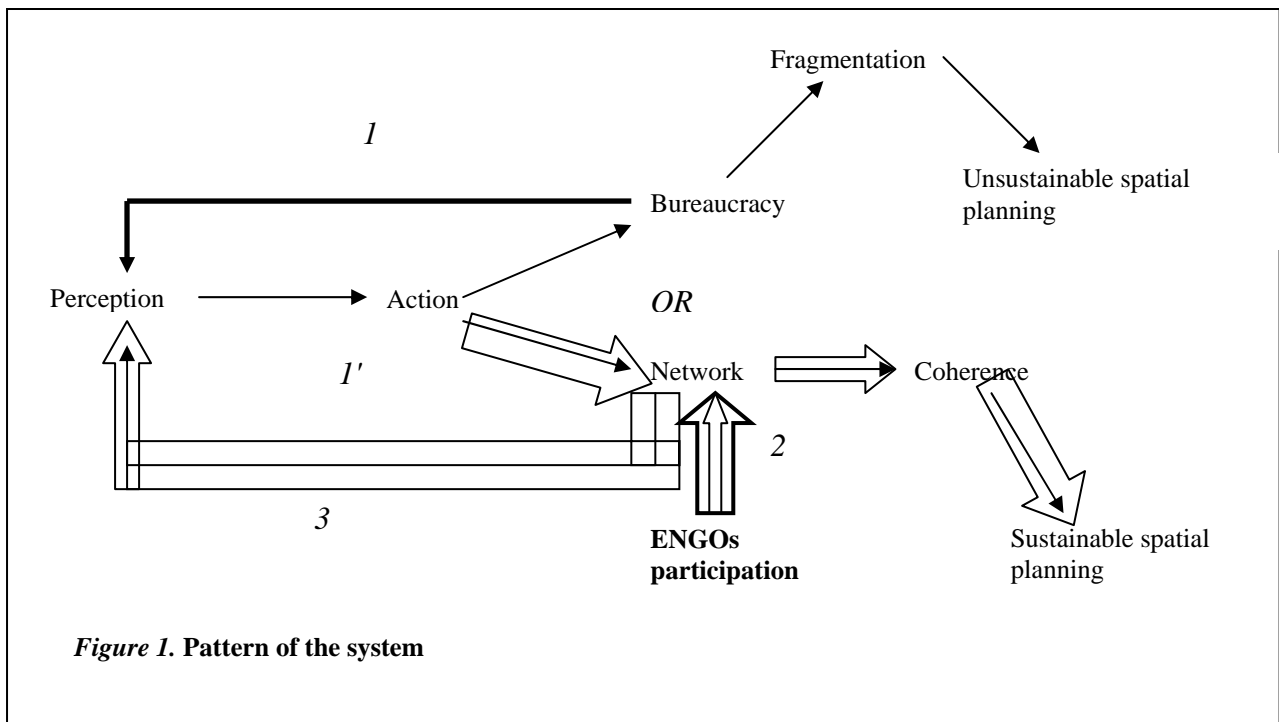 Fragmentation
1
Unsustainable spatial
planning
Bureaucracy
Perception
Action
OR
1'
Network
Coherence
2
3
ENGOs
participation
Sustainable spatial
planning
Figure 1. Pattern of the system